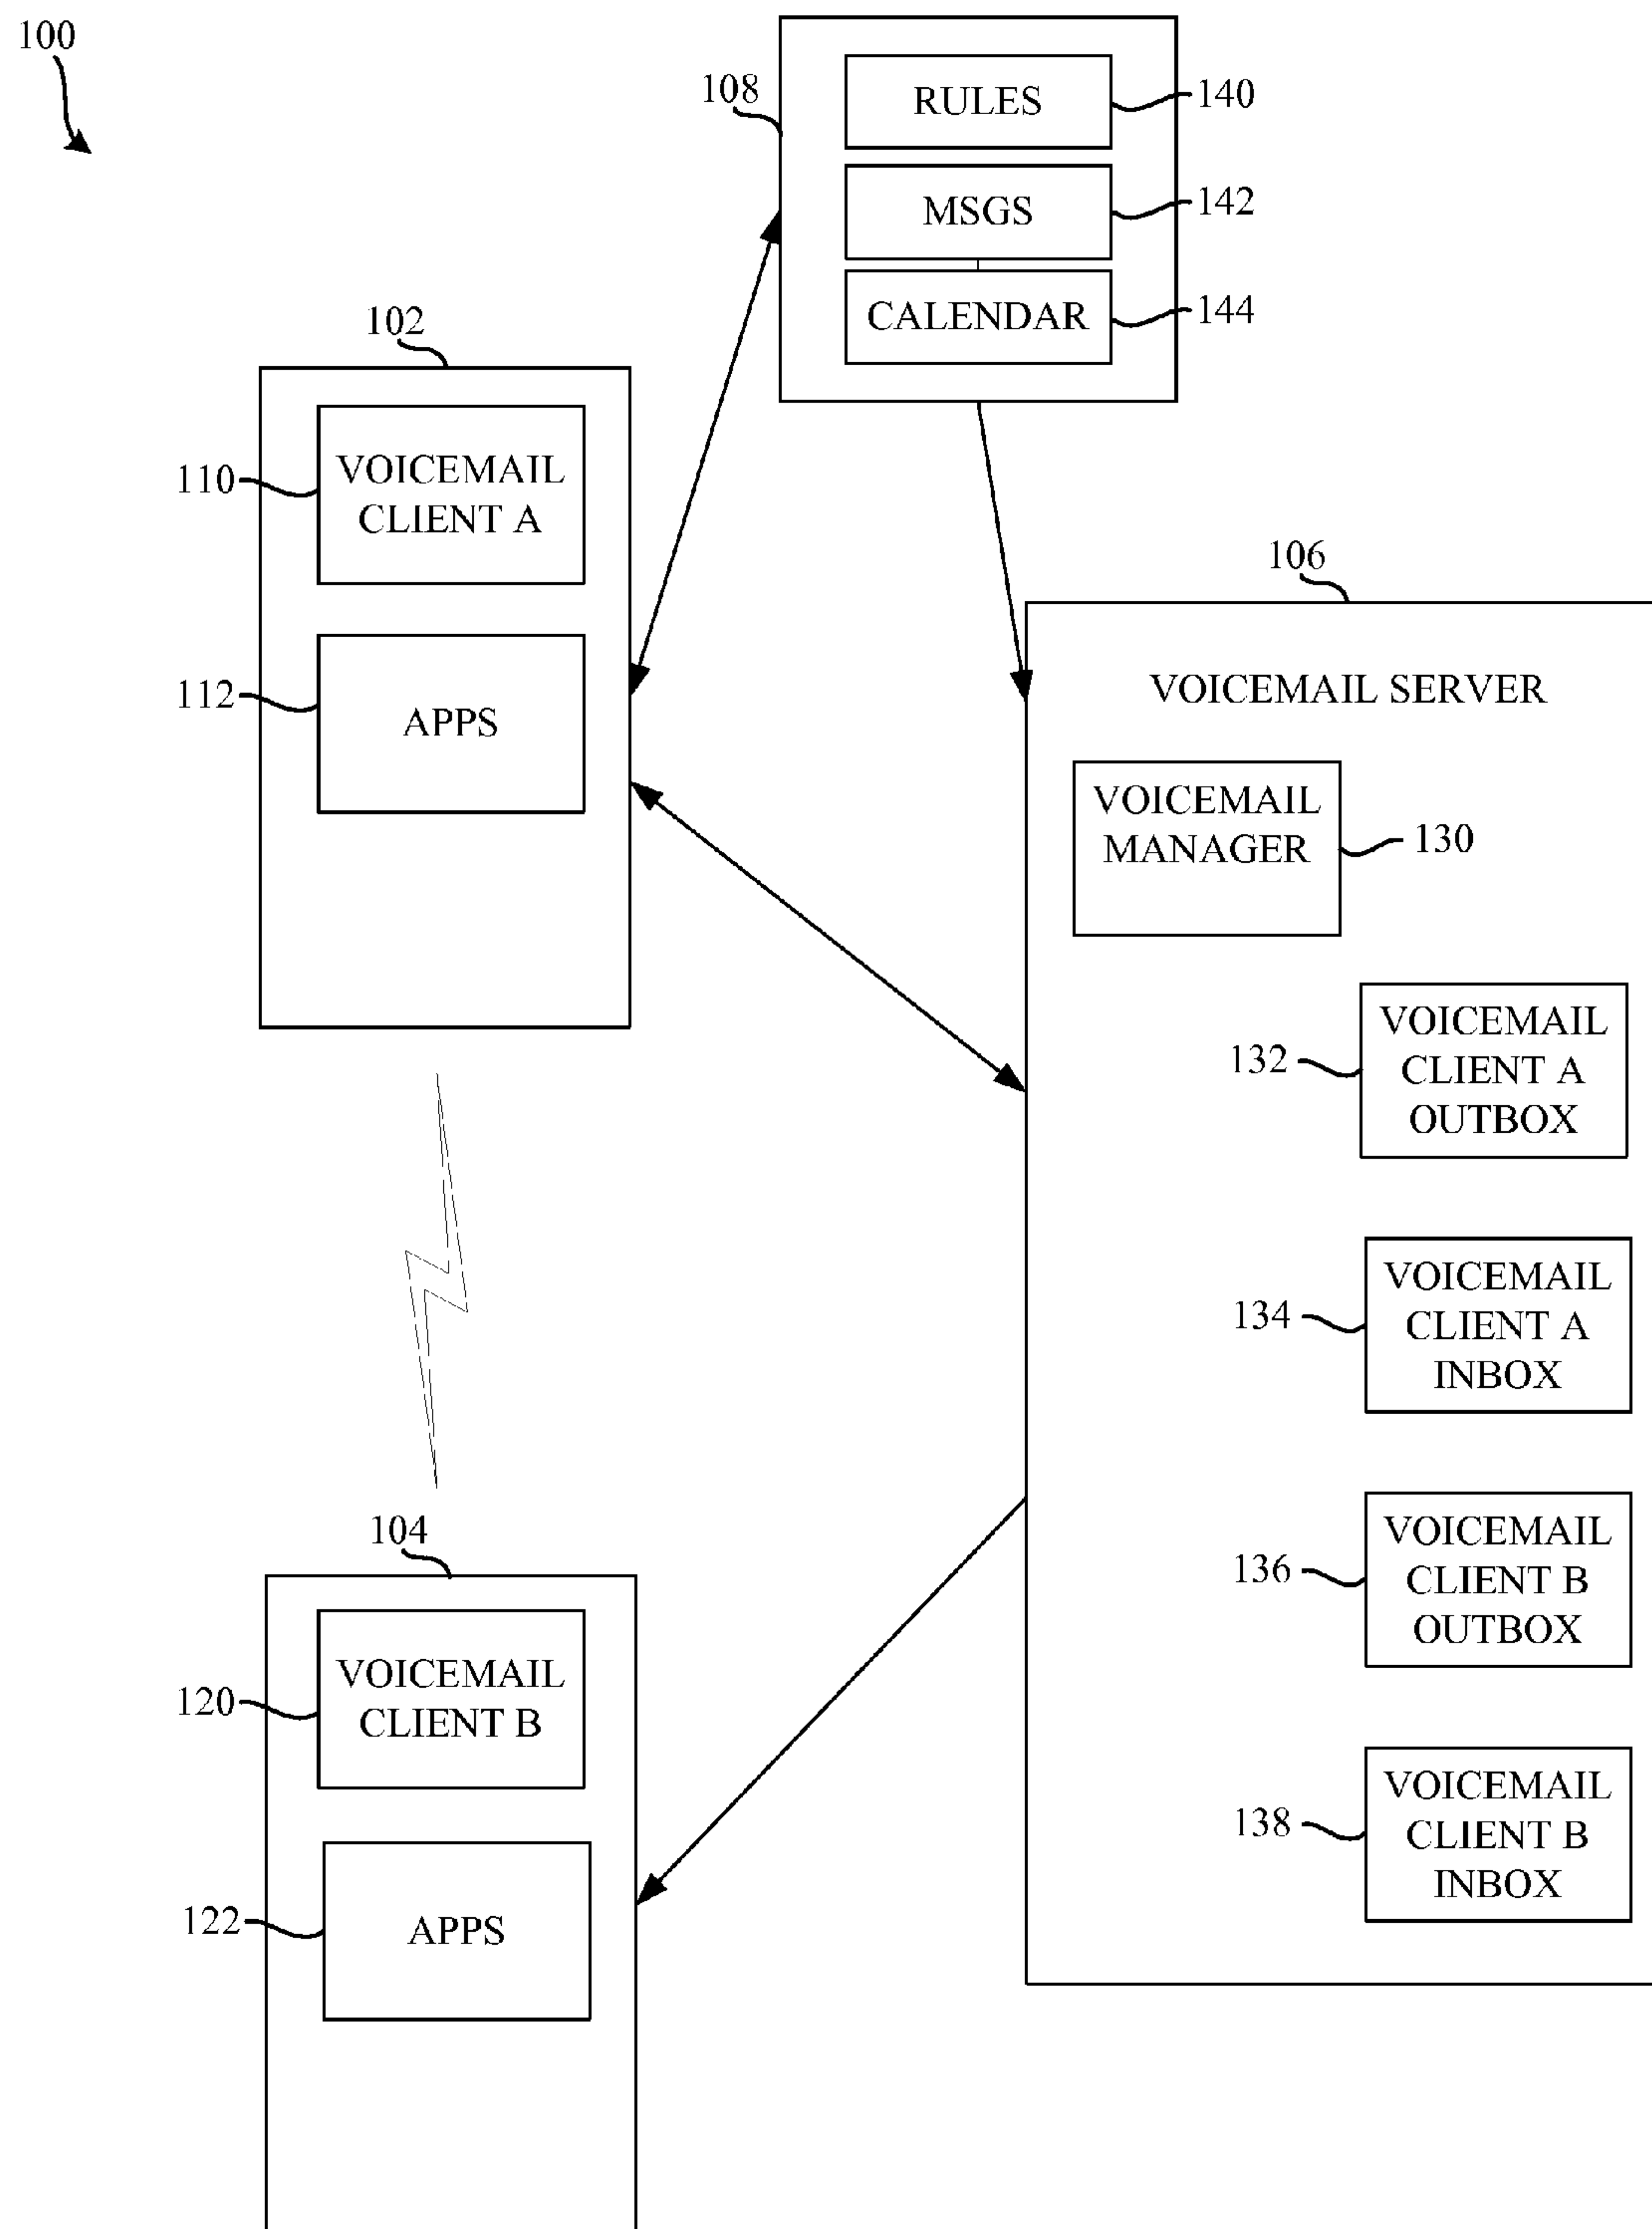 100
108
RULES
140
MSGS
142
CALENDAR
144
102
VOICEMAIL
CLIENT A
110
APPS
112
106
VOICEMAIL SERVER
VOICEMAIL
MANAGER
130
VOICEMAIL
CLIENT A
OUTBOX
132
VOICEMAIL
CLIENT A
INBOX
134
VOICEMAIL
CLIENT B
OUTBOX
136
VOICEMAIL
CLIENT B
INBOX
138
104
VOICEMAIL
CLIENT B
120
APPS
122